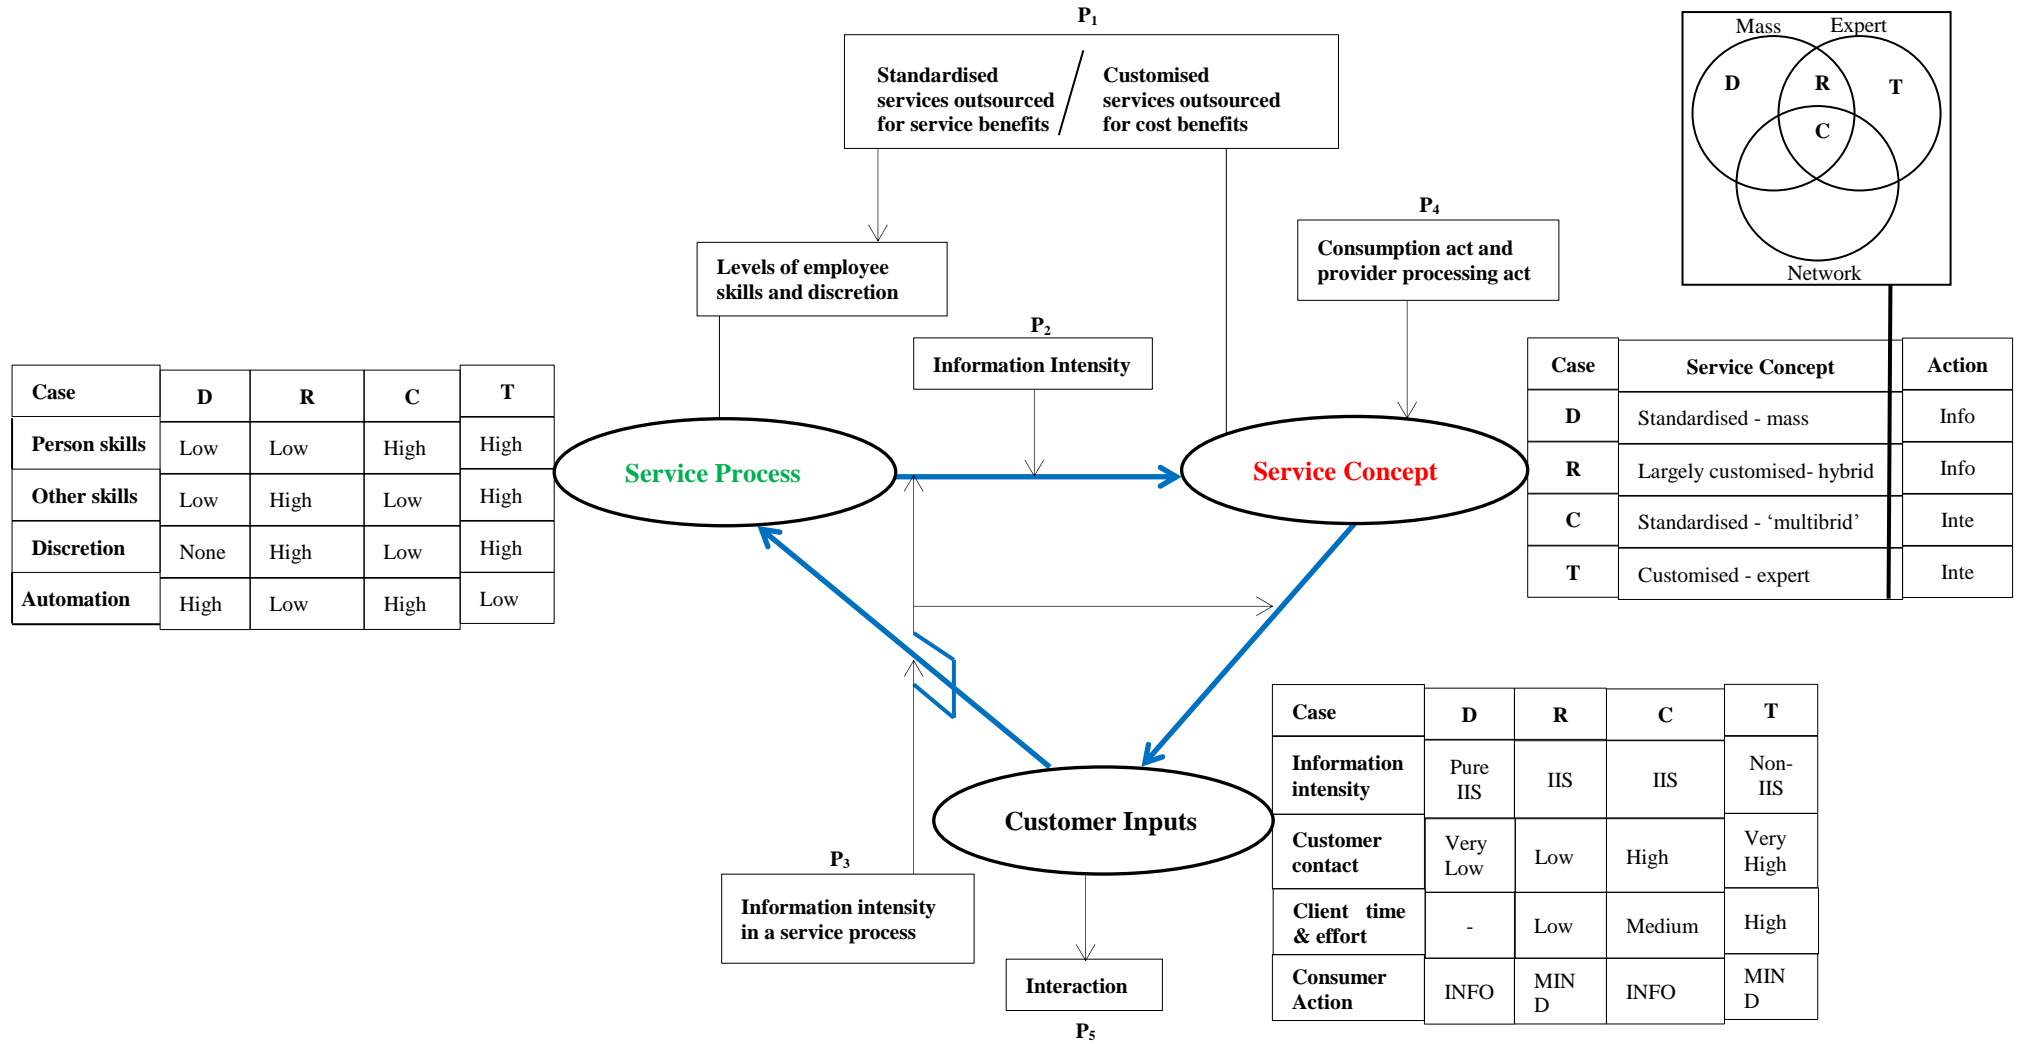 P1
Standardised
services outsourced
for service benefits
Customised
services outsourced
for cost benefits
Mass
Expert
D
R
T
C
Network
P4
Consumption act and
provider processing act
Levels of employee
skills and discretion
P2
Information Intensity
Case D R C T
Person skills Low Low High High
Other skills Low High Low High
Discretion None High Low High
Automation High Low High Low
Service Process
Service Concept
Case Service Concept Action
D Standardised - mass Info
R Largely customised- hybrid Info
C Standardised - ‘multibrid’ Inte
T Customised - expert Inte
Customer Inputs
P3
Information intensity
in a service process
Interaction
P5
Case D R C T
Information
intensity
Pure
IIS
IIS
IIS
Non-
IIS
Customer
contact
Very
Low
Low
High
Very
High
Client time
& effort
-
Low
Medium
High
Consumer
Action
INFO
MIN
D
INFO
MIN
D